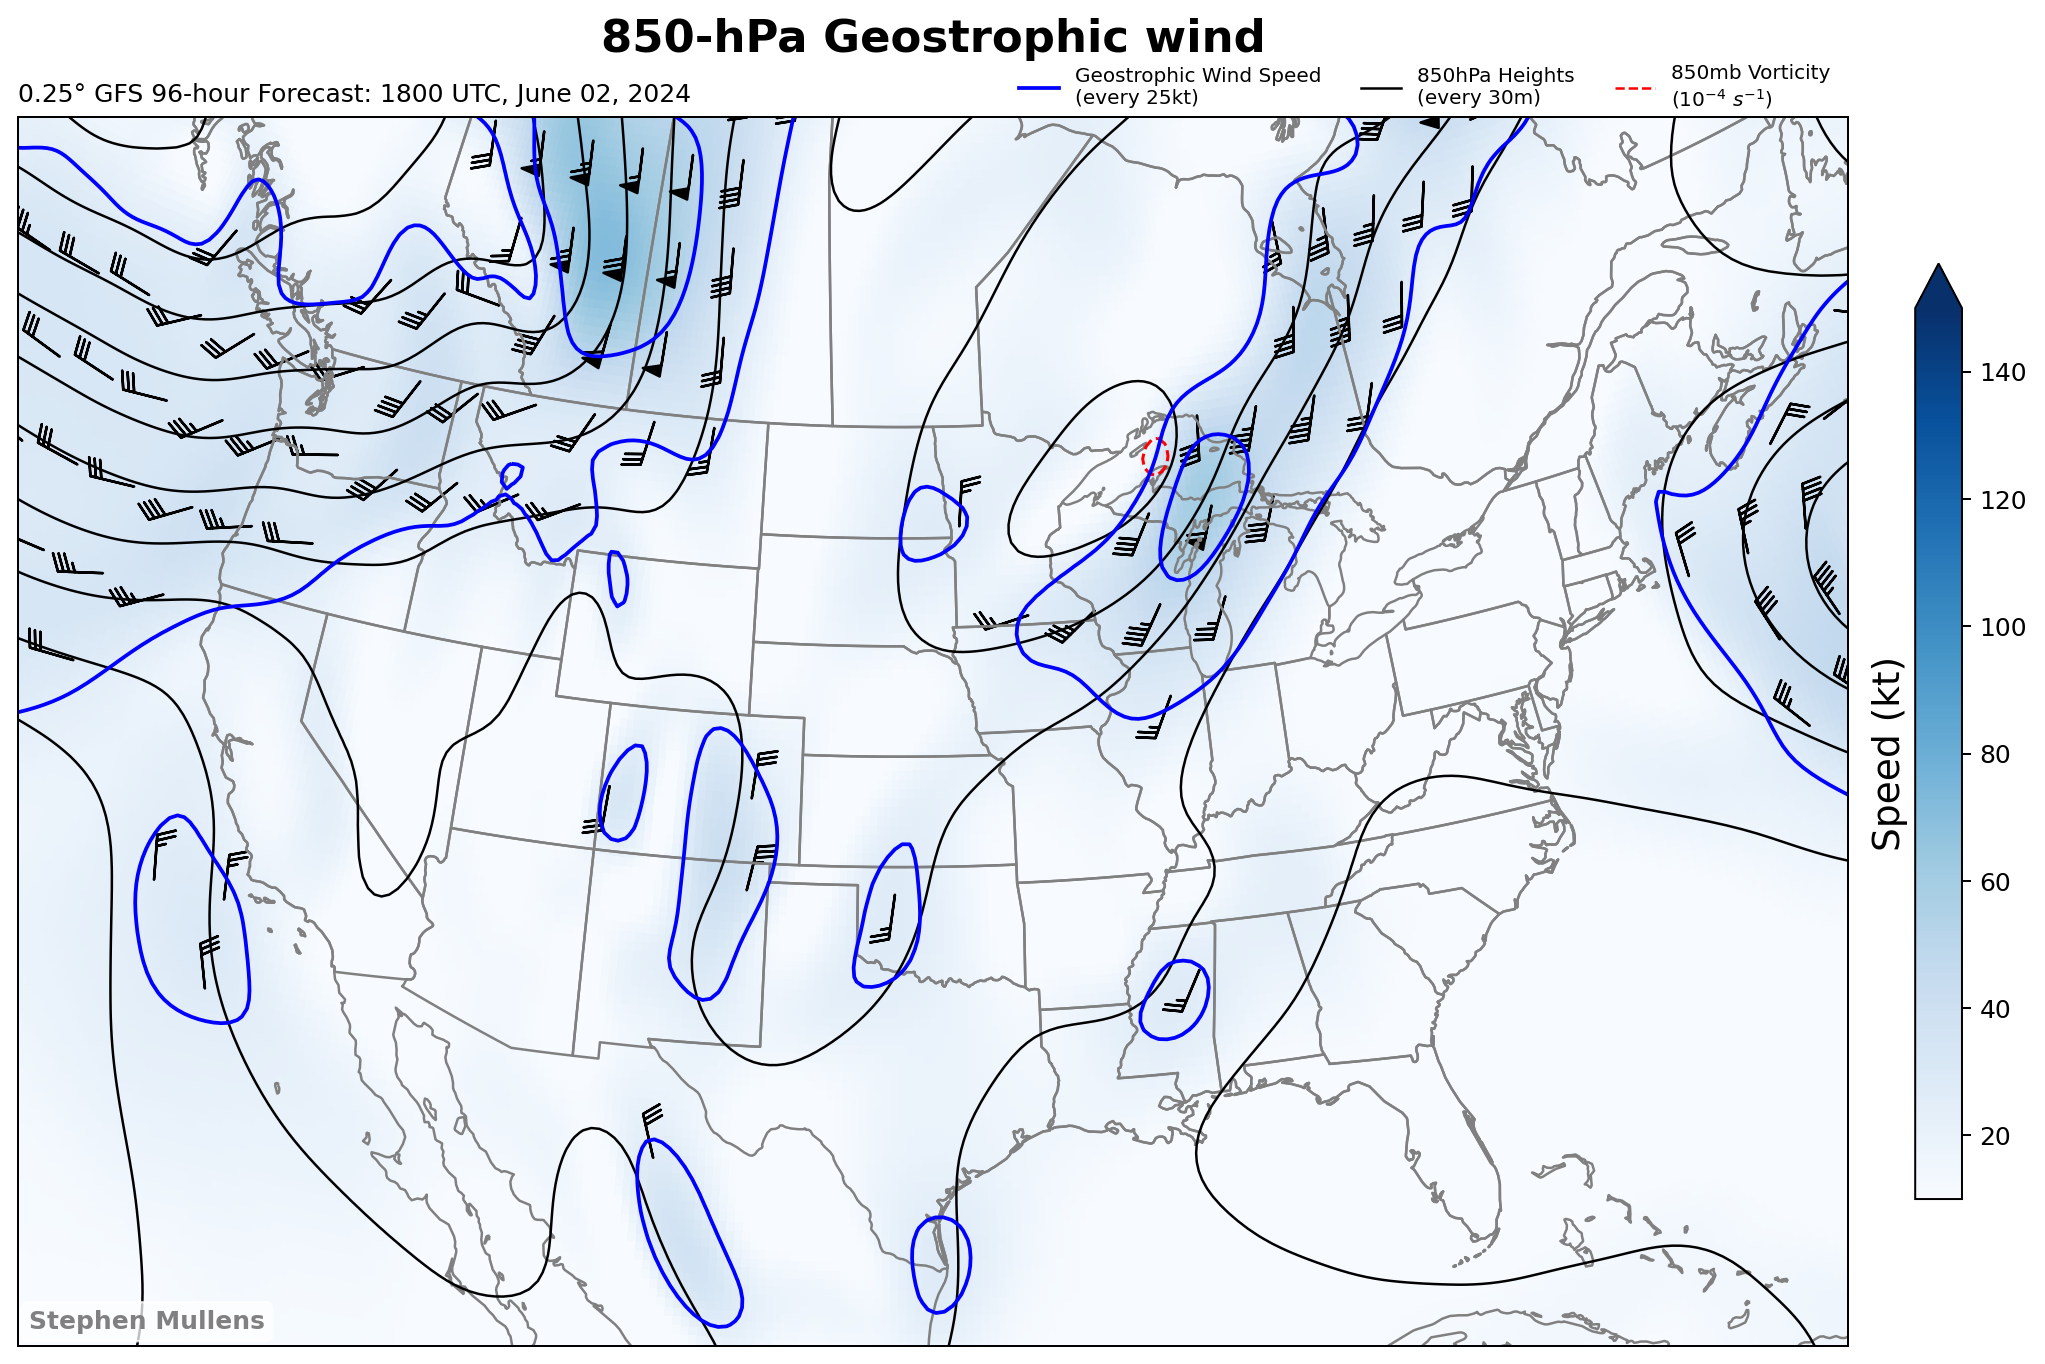 850-hPa Geostrophic wind
0.25° GFS 96-hour Forecast: 1800 UTC, June 02, 2024
Geostrophic Wind Speed
(every 25kt)
850hPa Heights
(every 30m)
850mb Vorticity
(10⁻⁴ s⁻¹)
140
120
100
80
60
40
20
Speed (kt)
Stephen Mullens